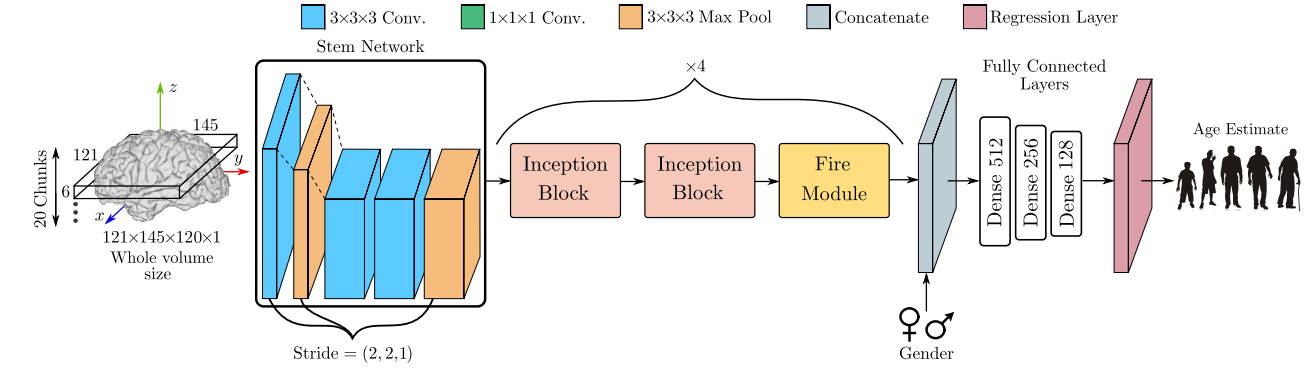 3×3×3 Conv.
1×1×1 Conv.
3×3×3 Max Pool
Concatenate
Regression Layer
Stem Network
×4
Fully Connected
Layers
z
145
121
y
6
x
20 Chunks
121×145×120×1
Whole volume
size
Inception
Block
Inception
Block
Fire
Module
Dense 512
Dense 256
Dense 128
Age Estimate
Stride = (2, 2,1)
Gender